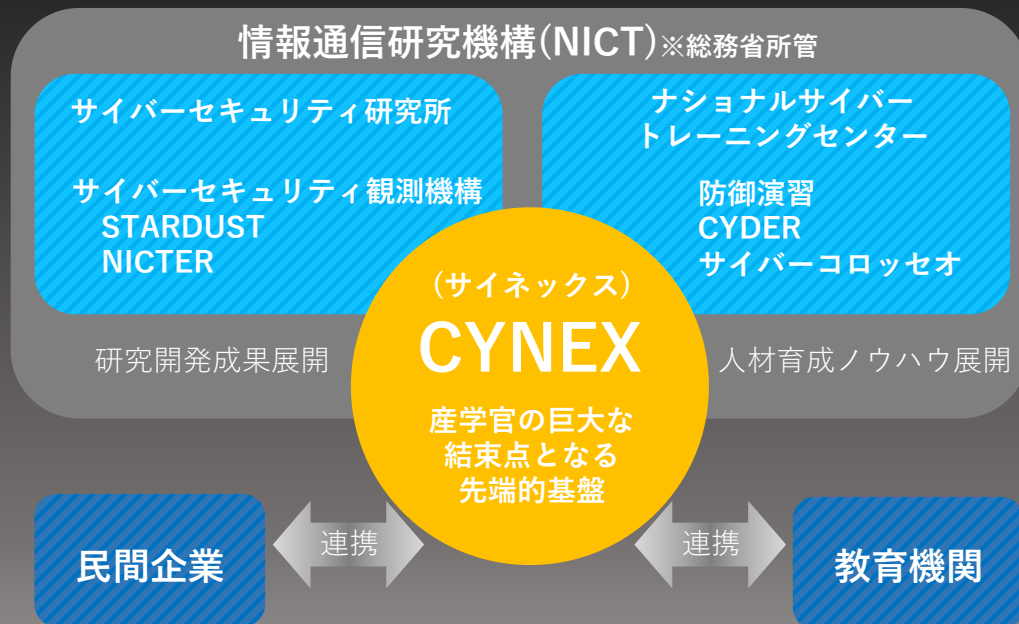 情報通信研究機構(NICT)※総務省所管
サイバーセキュリティ研究所
サイバーセキュリティ観測機構
STARDUST
NICTER
ナショナルサイバー
トレーニングセンター
防御演習
CYDER
サイバーコロッセオ
(サイネックス)
CYNEX
産学官の巨大な
結束点となる
先端的基盤
研究開発成果展開
人材育成ノウハウ展開
民間企業
連携
連携
教育機関